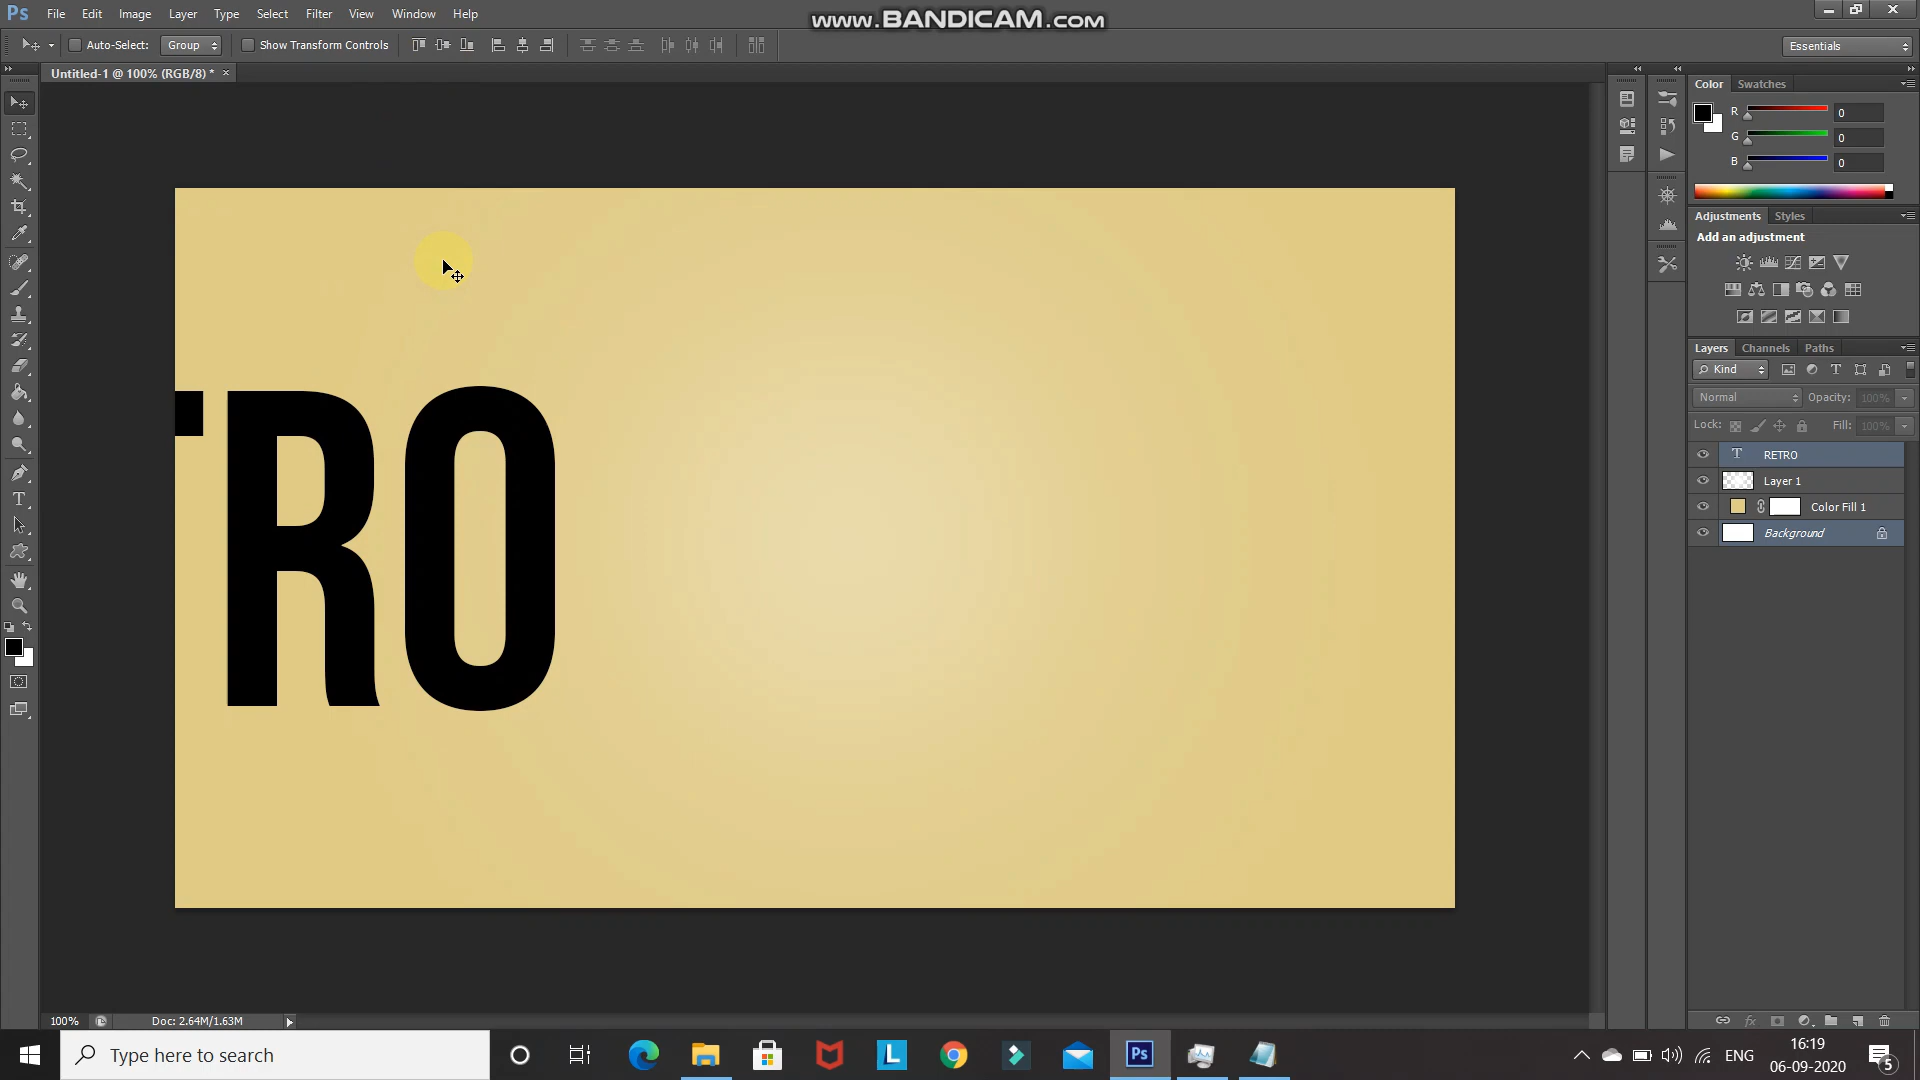 Ps File Edit Image Layer Type Select Filter View Window Help
www.BANDICAM.com
Auto-Select: Group Show Transform Controls
Essentials
Untitled-1 @ 100% (RGB/8) * ×
Color Swatches
R 0
G 0
B 0
Adjustments Styles
Add an adjustment
Layers Channels Paths
Kind
Normal Opacity: 100%
Lock: Fill: 100%
T RETRO
Layer 1
Color Fill 1
Background
TRO
100% Doc: 2.64M/1.63M
Type here to search
L
Ps
ENG
16:19
06-09-2020
5